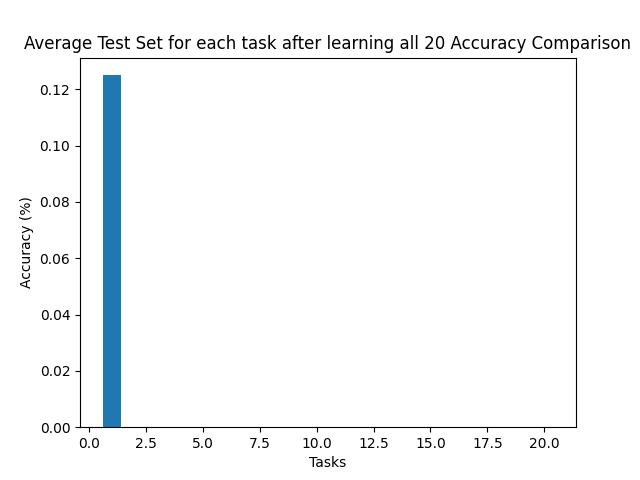 Average Test Set for each task after learning all 20 Accuracy Comparison
Accuracy (%)
0.12
0.10
0.08
0.06
0.04
0.02
0.00
0.0 2.5 5.0 7.5 10.0 12.5 15.0 17.5 20.0
Tasks